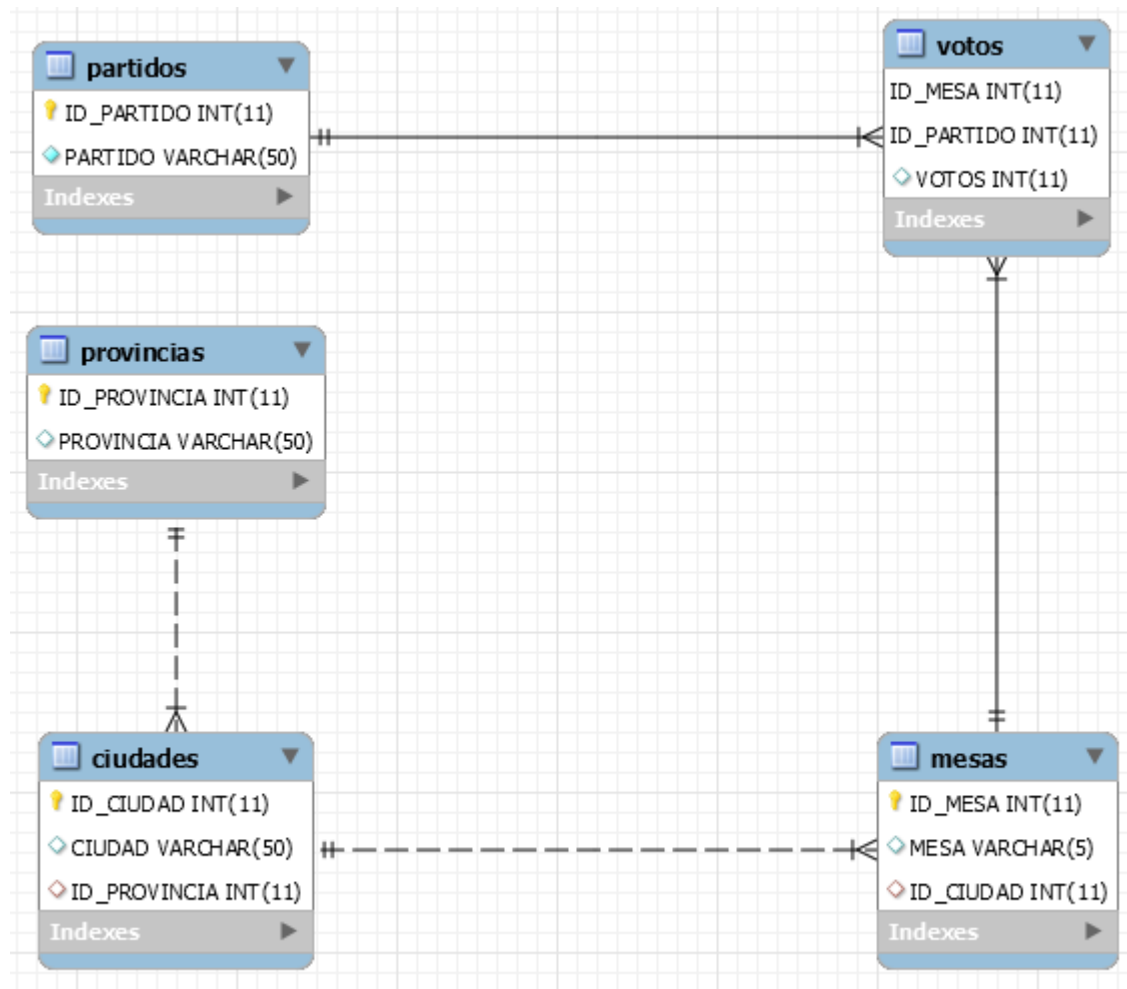 partidos
ID_PARTIDO INT(11)
PARTIDO VARCHAR(50)
Indexes
votos
ID_MESA INT(11)
ID_PARTIDO INT(11)
VOTOS INT(11)
Indexes
provincias
ID_PROVINCIA INT(11)
PROVINCIA VARCHAR(50)
Indexes
ciudades
ID_CIUDAD INT(11)
CIUDAD VARCHAR(50)
ID_PROVINCIA INT(11)
Indexes
mesas
ID_MESA INT(11)
MESA VARCHAR(5)
ID_CIUDAD INT(11)
Indexes